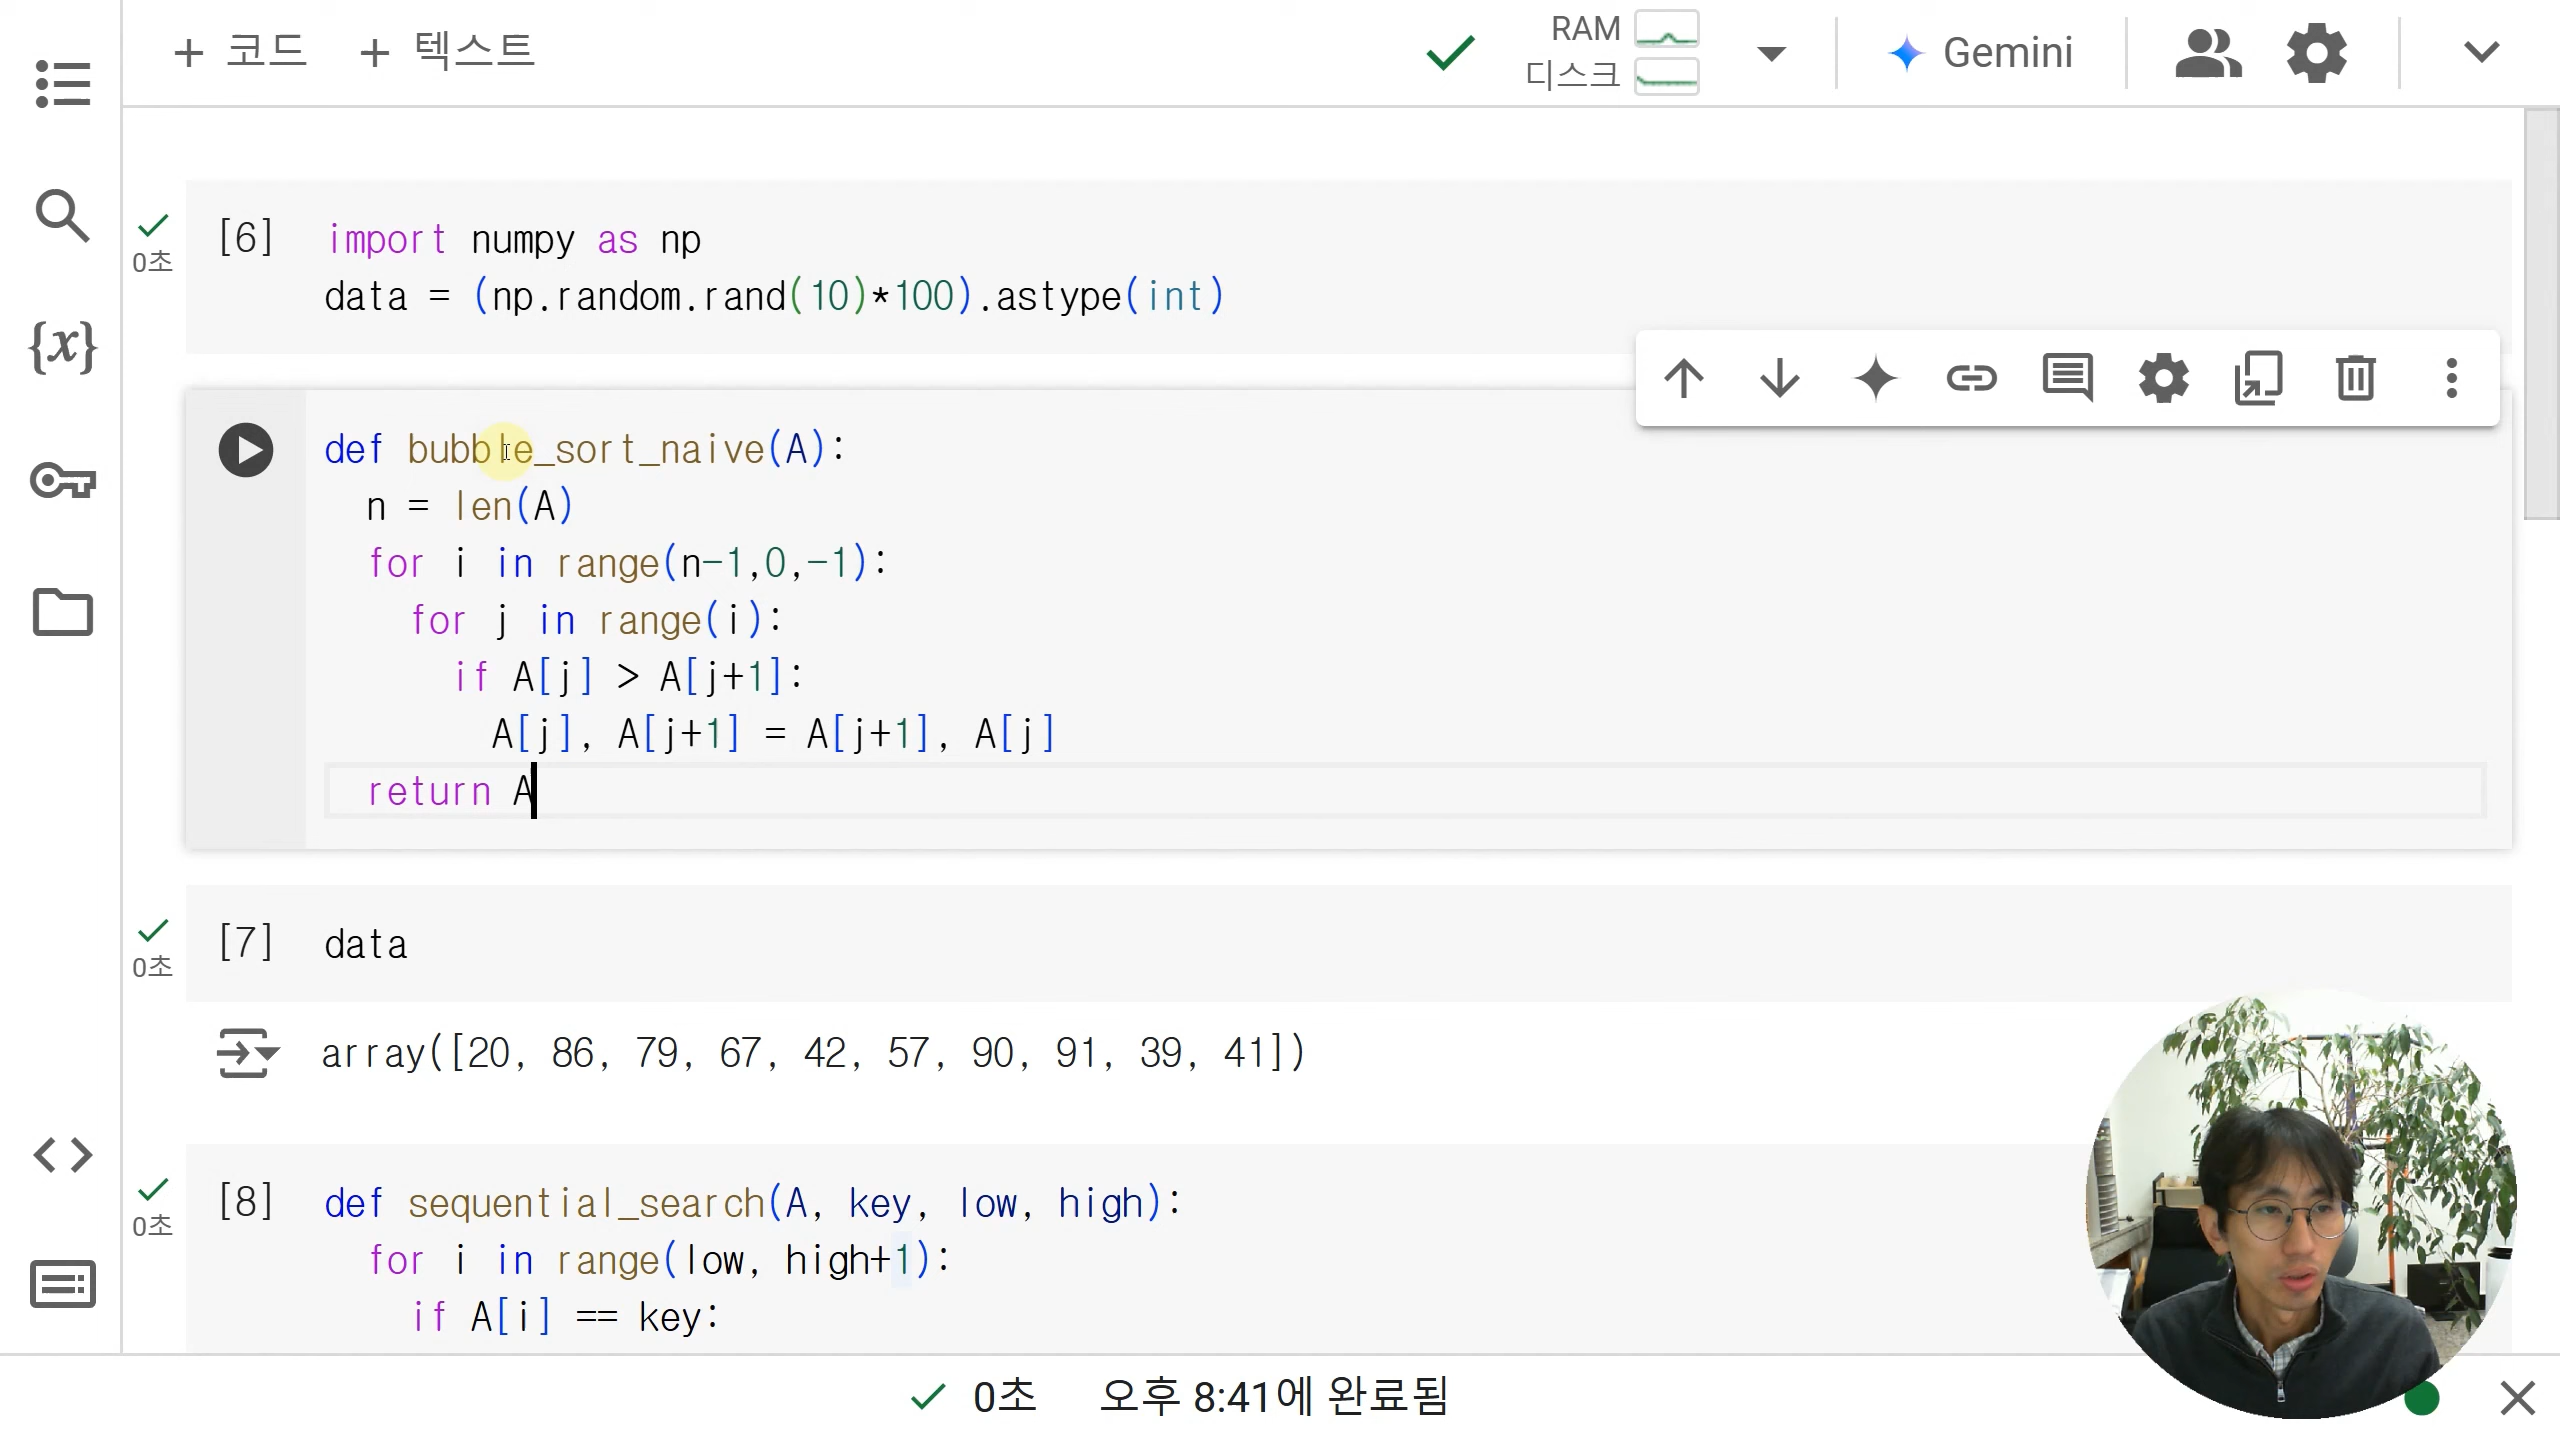 + 코드 + 텍스트
RAM
디스크
Gemini
{x}
0초
[6]
import numpy as np
data = (np.random.rand(10)*100).astype(int)
def bubble_sort_naive(A):
n = len(A)
for i in range(n-1,0,-1):
for j in range(i):
if A[j] > A[j+1]:
A[j], A[j+1] = A[j+1], A[j]
return A
0초
[7]
data
array([20, 86, 79, 67, 42, 57, 90, 91, 39, 41])
0초
[8]
def sequential_search(A, key, low, high):
for i in range(low, high+1):
if A[i] == key:
0초 오후 8:41에 완료됨